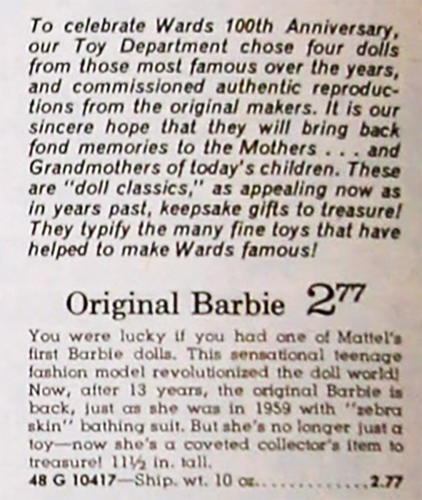 To celebrate Wards 100th Anniversary,
our Toy Department chose four dolls
from those most famous over the years,
and commissioned authentic reproduc-
tions from the original makers. It is our
sincere hope that they will bring back
fond memories to the Mothers . . . and
Grandmothers of today's children. These
are "doll classics," as appealing now as
in years past, keepsake gifts to treasure!
They typify the many fine toys that have
helped to make Wards famous!
Original Barbie 2⁷⁷
You were lucky if you had one of Mattel's
first Barbie dolls. This sensational teenage
fashion model revolutionized the doll world!
Now, after 13 years, the original Barbie is
back, just as she was in 1959 with "zebra
skin" bathing suit. But she's no longer just a
toy—now she's a coveted collector's item to
treasure! 11½ in. tall.
48 G 10417—Ship. wt. 10 oz.............2.77